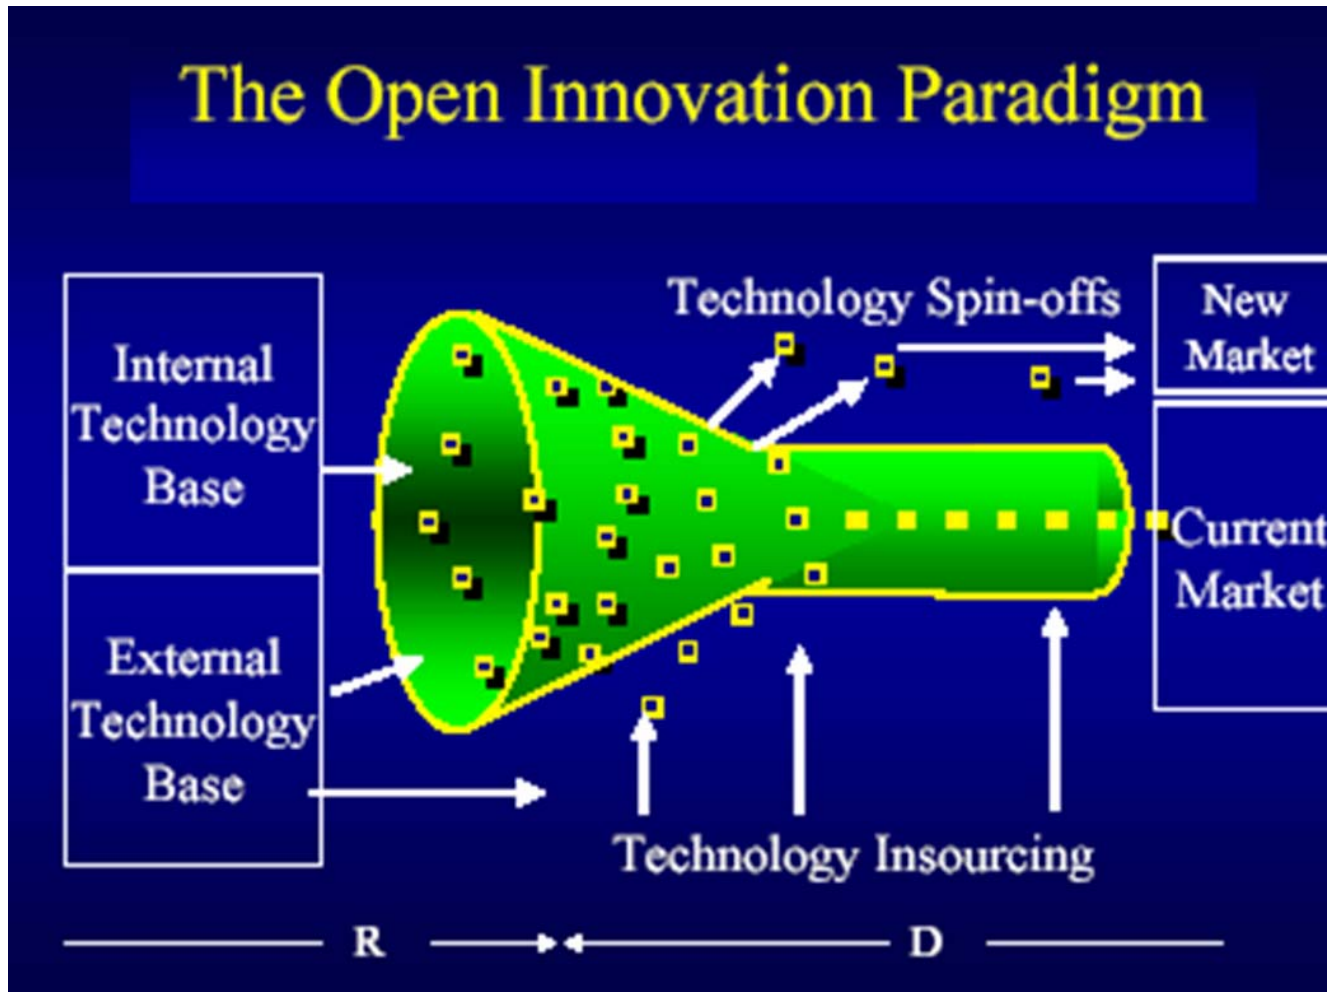 The Open Innovation Paradigm
Internal
Technology
Base
External
Technology
Base
Technology Spin-offs
New
Market
Current
Market
Technology Insourcing
R
D